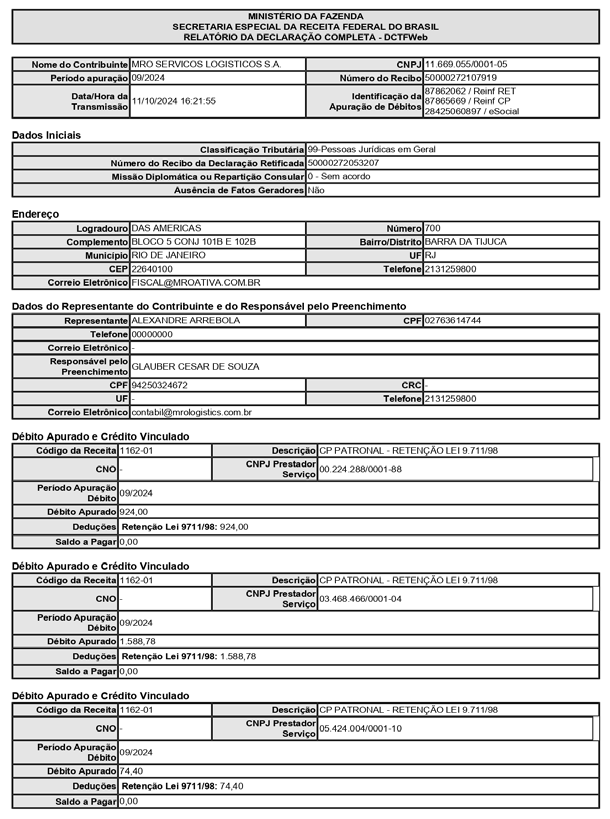 MINISTÉRIO DA FAZENDA
SECRETARIA ESPECIAL DA RECEITA FEDERAL DO BRASIL
RELATÓRIO DA DECLARAÇÃO COMPLETA - DCTFWeb
Nome do Contribuinte MRO SERVICOS LOGISTICOS S.A. CNPJ 11.669.055/0001-05
Período apuração 09/2024 Número do Recibo 50000272107919
Data/Hora da Transmissão 11/10/2024 16:21:55 Identificação da Apuração de Débitos 87862062 / Reinf RET
87865669 / Reinf CP
28425060897 / eSocial
Dados Iniciais
Classificação Tributária 99-Pessoas Jurídicas em Geral
Número do Recibo da Declaração Retificada 50000272053207
Missão Diplomática ou Repartição Consular 0 - Sem acordo
Ausência de Fatos Geradores Não
Endereço
Logradouro DAS AMERICAS Número 700
Complemento BLOCO 5 CONJ 101B E 102B Bairro/Distrito BARRA DA TIJUCA
Município RIO DE JANEIRO UF RJ
CEP 22640100 Telefone 2131259800
Correio Eletrônico FISCAL@MROATIVA.COM.BR
Dados do Representante do Contribuinte e do Responsável pelo Preenchimento
Representante ALEXANDRE ARREBOLA CPF 02763614744
Telefone 00000000
Correio Eletrônico -
Responsável pelo Preenchimento GLAUBER CESAR DE SOUZA
CPF 94250324672 CRC -
UF - Telefone 2131259800
Correio Eletrônico contabil@mrologistics.com.br
Débito Apurado e Crédito Vinculado
Código da Receita 1162-01 Descrição CP PATRONAL - RETENÇÃO LEI 9.711/98
CNO - CNPJ Prestador Serviço 00.224.288/0001-88
Período Apuração Débito 09/2024
Débito Apurado 924,00
Deduções Retenção Lei 9711/98: 924,00
Saldo a Pagar 0,00
Débito Apurado e Crédito Vinculado
Código da Receita 1162-01 Descrição CP PATRONAL - RETENÇÃO LEI 9.711/98
CNO - CNPJ Prestador Serviço 03.468.466/0001-04
Período Apuração Débito 09/2024
Débito Apurado 1.588,78
Deduções Retenção Lei 9711/98: 1.588,78
Saldo a Pagar 0,00
Débito Apurado e Crédito Vinculado
Código da Receita 1162-01 Descrição CP PATRONAL - RETENÇÃO LEI 9.711/98
CNO - CNPJ Prestador Serviço 05.424.004/0001-10
Período Apuração Débito 09/2024
Débito Apurado 74,40
Deduções Retenção Lei 9711/98: 74,40
Saldo a Pagar 0,00